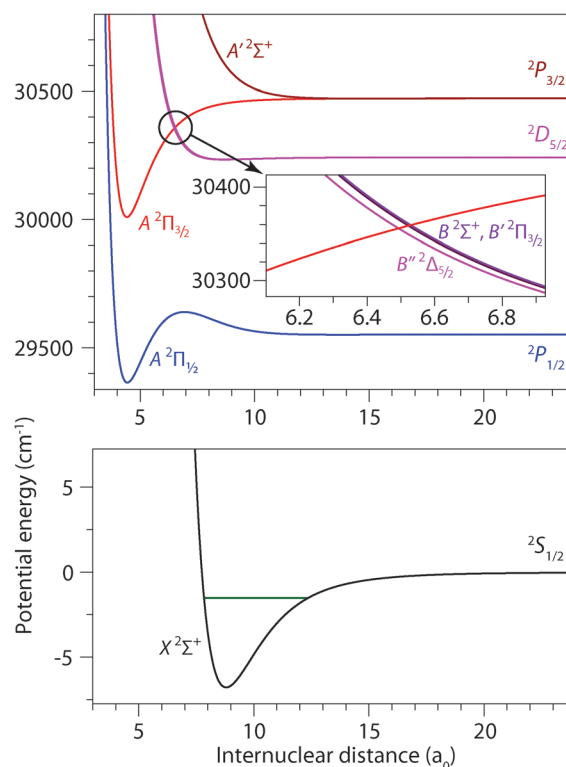 A′ ²Σ⁺
²P₃/₂
30500
²D₅/₂
30400
30000
A ²Π₃/₂
B ²Σ⁺, B′ ²Π₃/₂
B″ ²Δ₅/₂
30300
6.2 6.4 6.6 6.8
29500
A ²Π½
²P₁/₂
5 10 15 20
Potential energy (cm⁻¹)
5
²S₁/₂
0
-5
X ²Σ⁺
5 10 15 20
Internuclear distance (a₀)